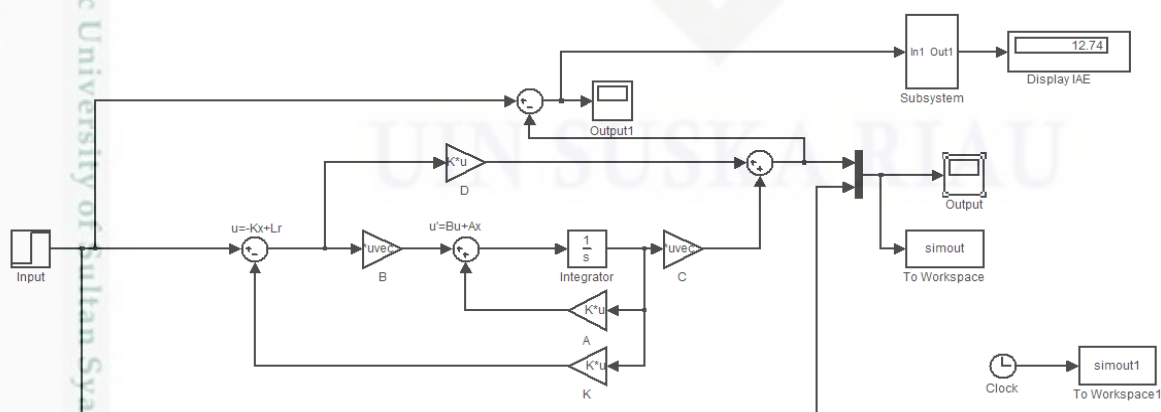 c University of Sultan Sya
UIN SUSKA RIAU
In1 Out1
Subsystem
12.74
Display IAE
Output1
K*u
D
Output
u=-Kx+Lr
u'=Bu+Ax
Input
*uvec
B
1
s
Integrator
*uvec
C
simout
To Workspace
K*u
A
K*u
K
Clock
simout1
To Workspace1